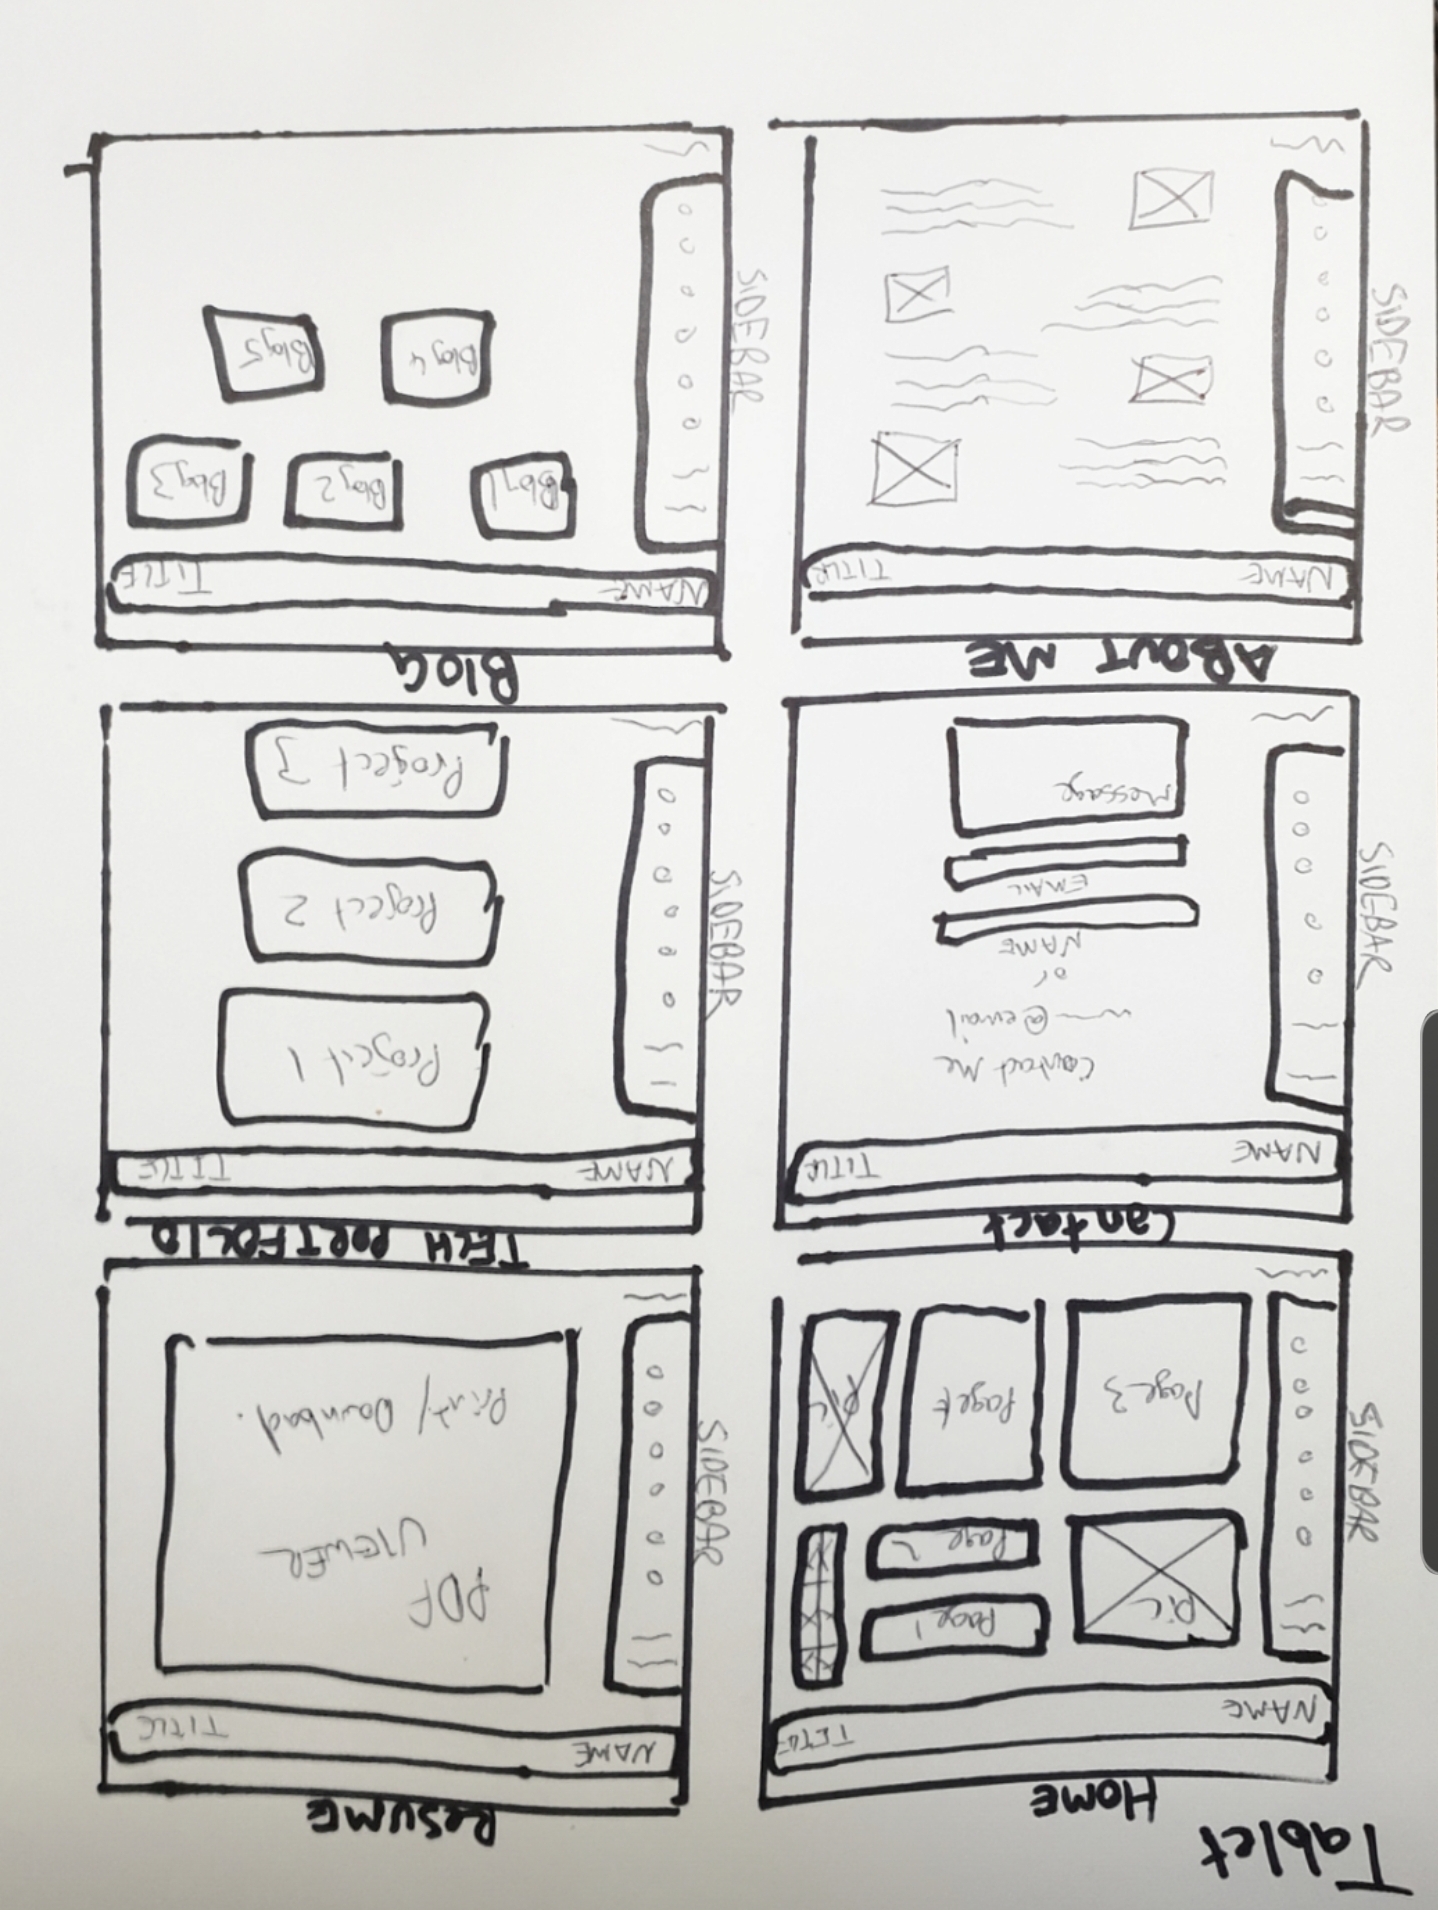 Tablet
HOME
NAME
TITLE
SIDEBAR
Pic
Page 1
Page 2
Page 3
Page
Pic
RESUME
NAME
TITLE
SIDEBAR
PDF
VIEWER
Print/ Download.
Contact
NAME
TITLE
SIDEBAR
Contact Me
@email
or
NAME
EMAIL
Message
TECH PORTFOLIO
NAME
TITLE
SIDEBAR
Project 1
Project 2
Project 3
ABOUT ME
NAME
TITLE
SIDEBAR
BLOG
NAME
TITLE
SIDEBAR
Blog 1
Blog 2
Blog 3
Blog 4
Blog 5